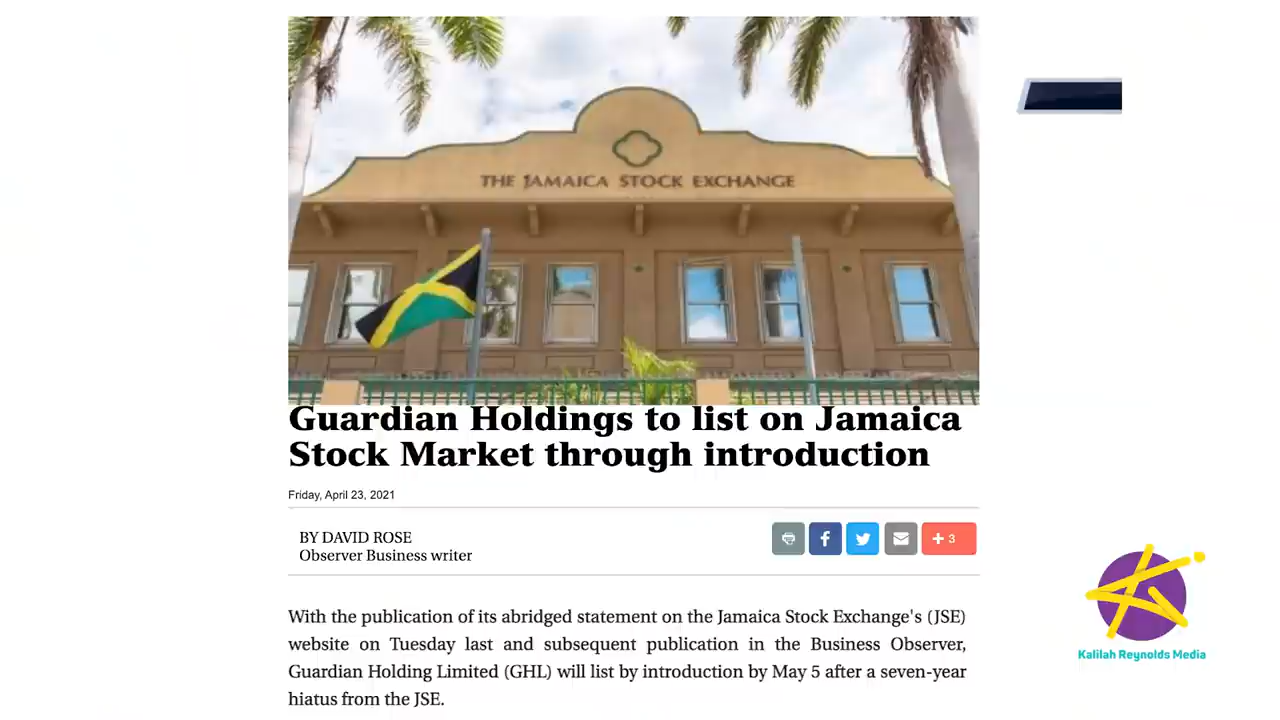 THE JAMAICA STOCK EXCHANGE
Guardian Holdings to list on Jamaica
Stock Market through introduction
Friday, April 23, 2021
BY DAVID ROSE
Observer Business writer
+ 3
With the publication of its abridged statement on the Jamaica Stock Exchange's (JSE)
website on Tuesday last and subsequent publication in the Business Observer,
Guardian Holding Limited (GHL) will list by introduction by May 5 after a seven-year
hiatus from the JSE.
Kalilah Reynolds Media